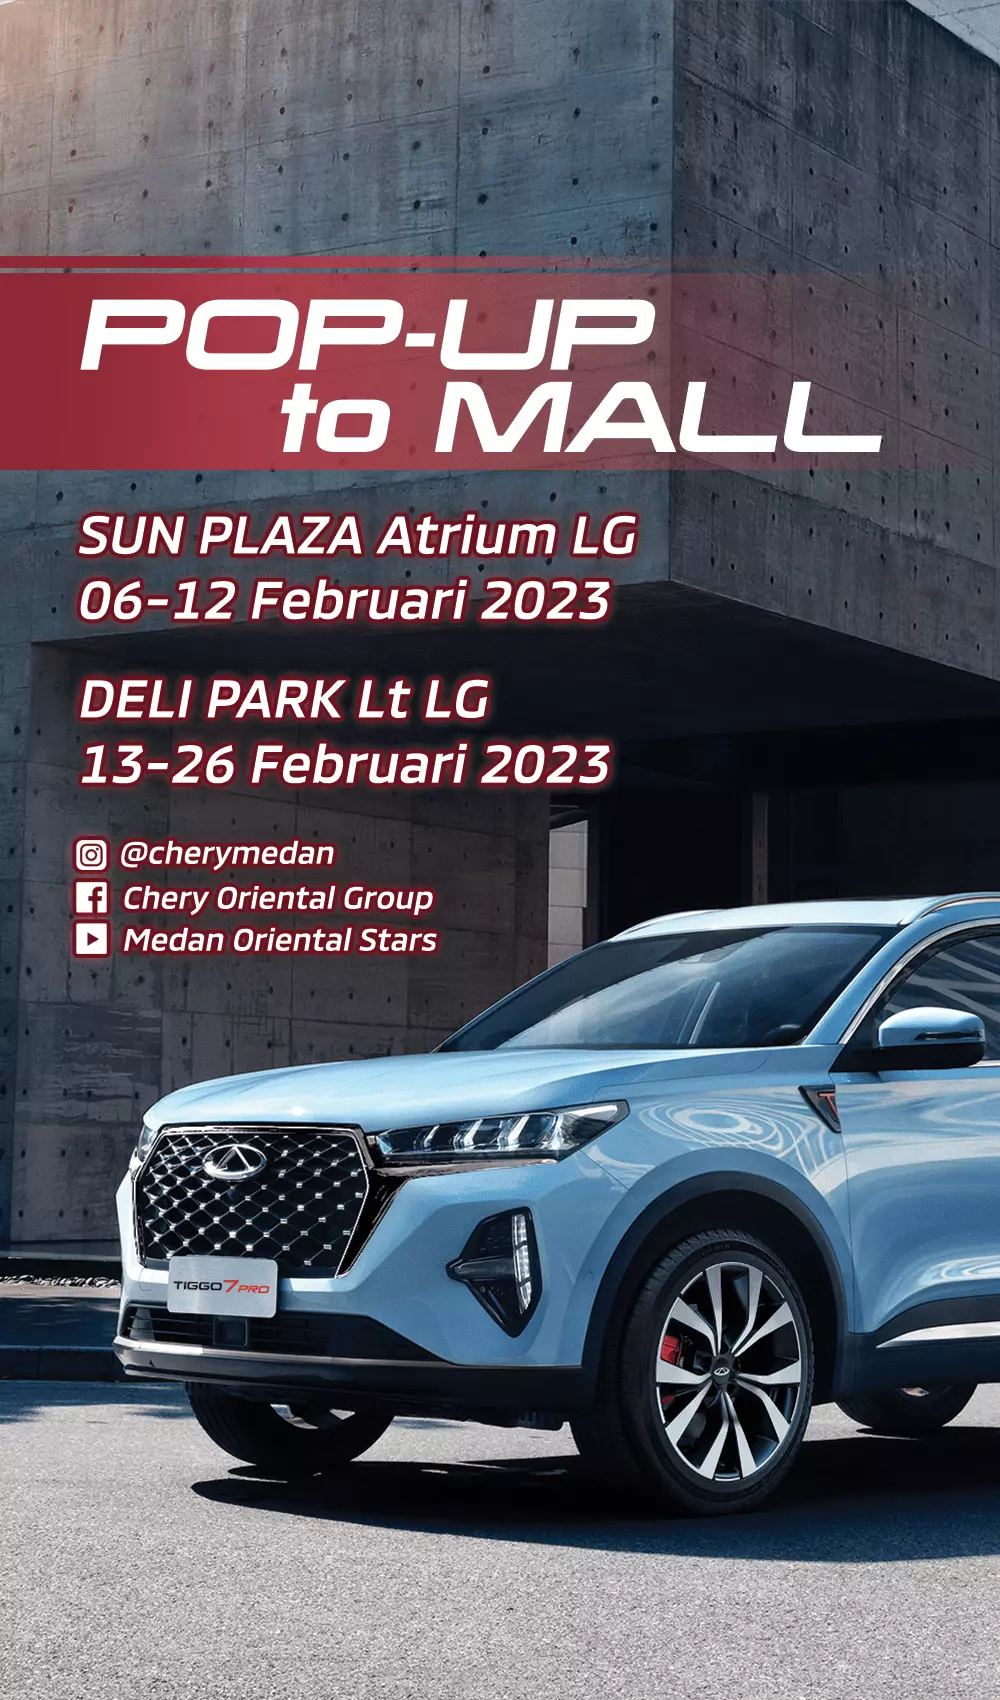 POP-UP
to MALL
SUN PLAZA Atrium LG
06-12 Februari 2023
DELI PARK Lt LG
13-26 Februari 2023
@cherymedan
Chery Oriental Group
Medan Oriental Stars
TIGGO 7 PRO